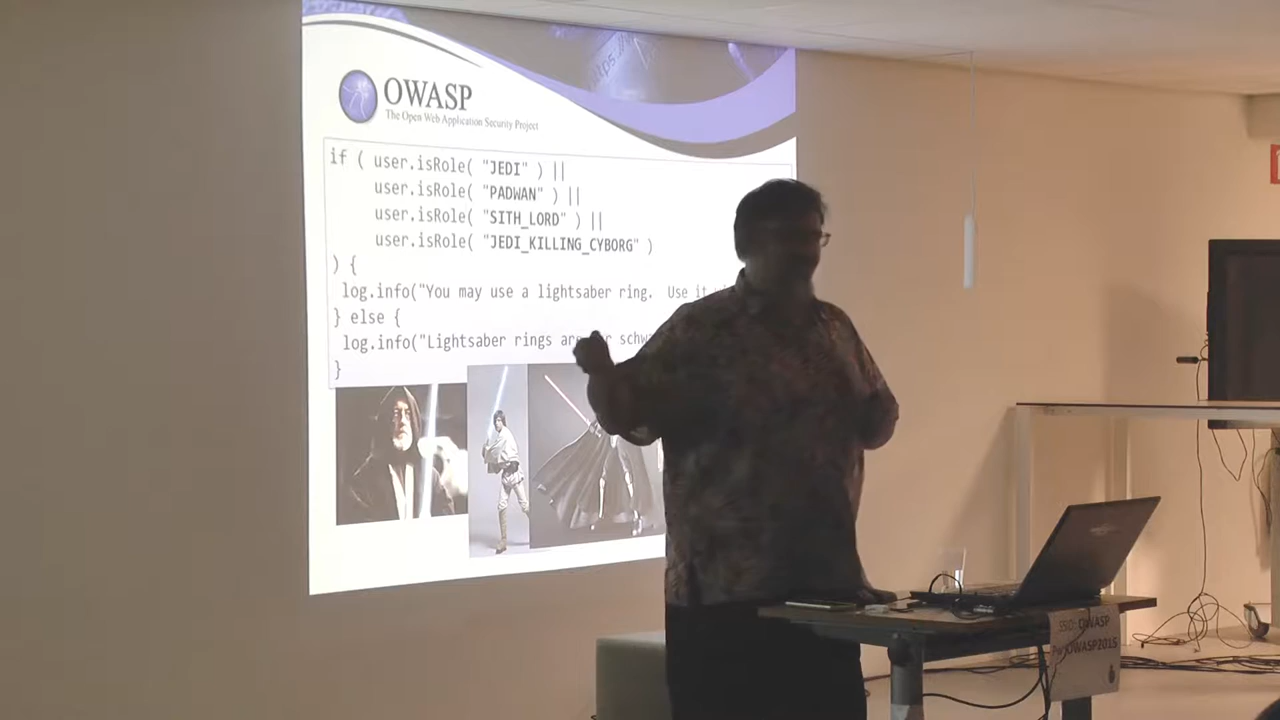 https://
OWASP
The Open Web Application Security Project
if ( user.isRole( "JEDI" ) ||
user.isRole( "PADWAN" ) ||
user.isRole( "SITH_LORD" ) ||
user.isRole( "JEDI_KILLING_CYBORG" )
) {
log.info("You may use a lightsaber ring. Use it
} else {
log.info("Lightsaber rings are
}
OWASP